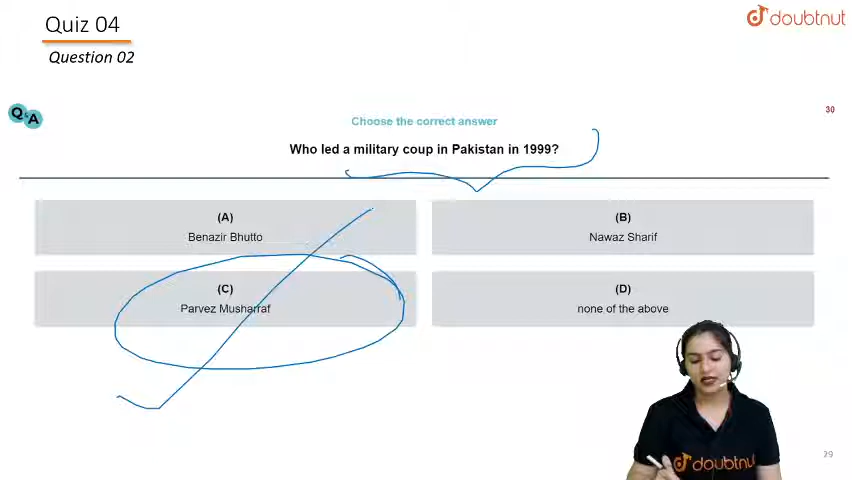 Quiz 04
doubtnut
Question 02
Q&A
30
Choose the correct answer
Who led a military coup in Pakistan in 1999?
(A)
Benazir Bhutto
(B)
Nawaz Sharif
(C)
Parvez Musharraf
(D)
none of the above
doubtnut
29